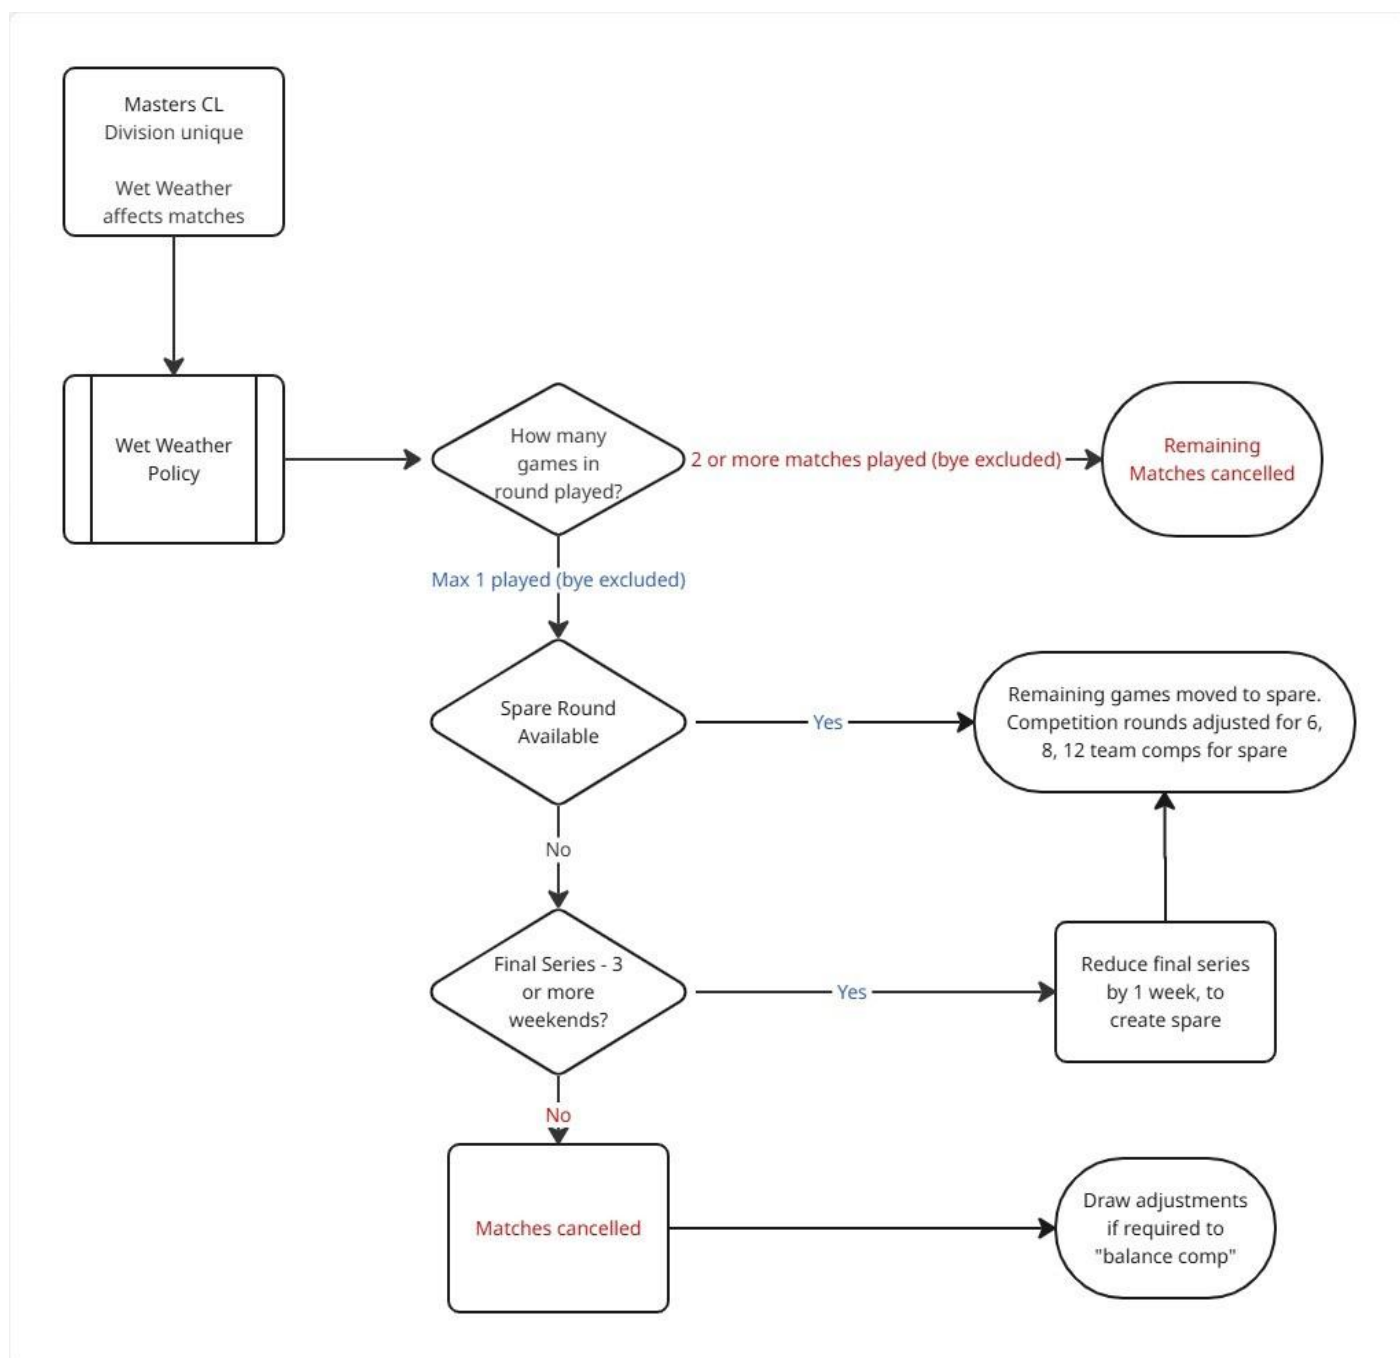 Masters CL
Division unique
Wet Weather
affects matches
Wet Weather
Policy
How many
games in
round played?
2 or more matches played (bye excluded)
Remaining
Matches cancelled
Max 1 played (bye excluded)
Spare Round
Available
Yes
Remaining games moved to spare.
Competition rounds adjusted for 6,
8, 12 team comps for spare
No
Final Series - 3
or more
weekends?
Yes
Reduce final series
by 1 week, to
create spare
No
Matches cancelled
Draw adjustments
if required to
"balance comp"